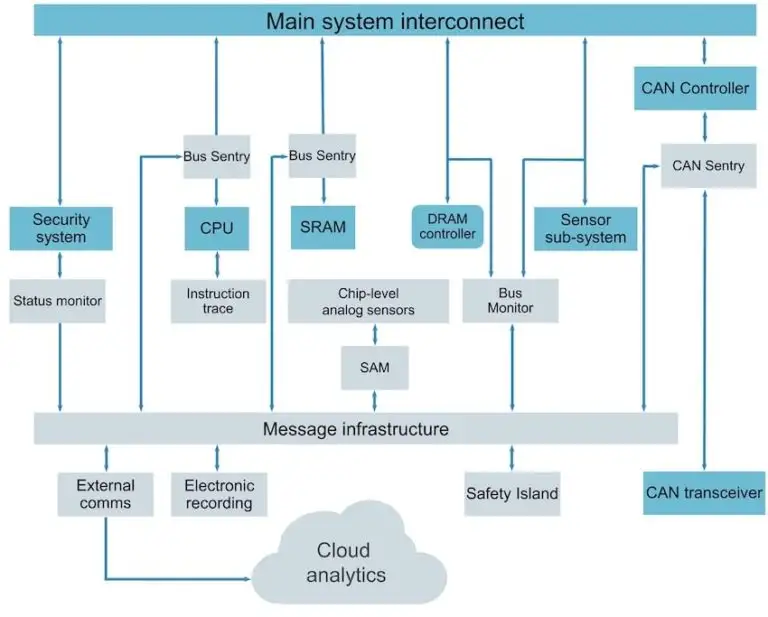 Main system interconnect
CAN Controller
Bus Sentry
Bus Sentry
CAN Sentry
Security
system
CPU
SRAM
DRAM
controller
Sensor
sub-system
Status monitor
Instruction
trace
Chip-level
analog sensors
Bus
Monitor
SAM
Message infrastructure
External
comms
Electronic
recording
Safety Island
CAN transceiver
Cloud
analytics